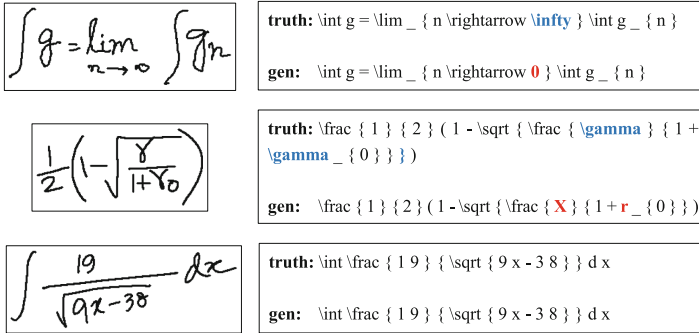 ∫ g = lim ∫ gn
n → ∞
truth: \int g = \lim _ { n \rightarrow \infty } \int g _ { n }
gen: \int g = \lim _ { n \rightarrow 0 } \int g _ { n }
1/2 (1 - √(γ/(1+γ0)))
truth: \frac { 1 } { 2 } ( 1 - \sqrt { \frac { \gamma } { 1 +
\gamma _ { 0 } } } )
gen: \frac { 1 } { 2 } ( 1 - \sqrt { \frac { X } { 1 + r _ { 0 } } )
∫ 19/√(9x-38) dx
truth: \int \frac { 1 9 } { \sqrt { 9 x - 3 8 } } d x
gen: \int \frac { 1 9 } { \sqrt { 9 x - 3 8 } } d x